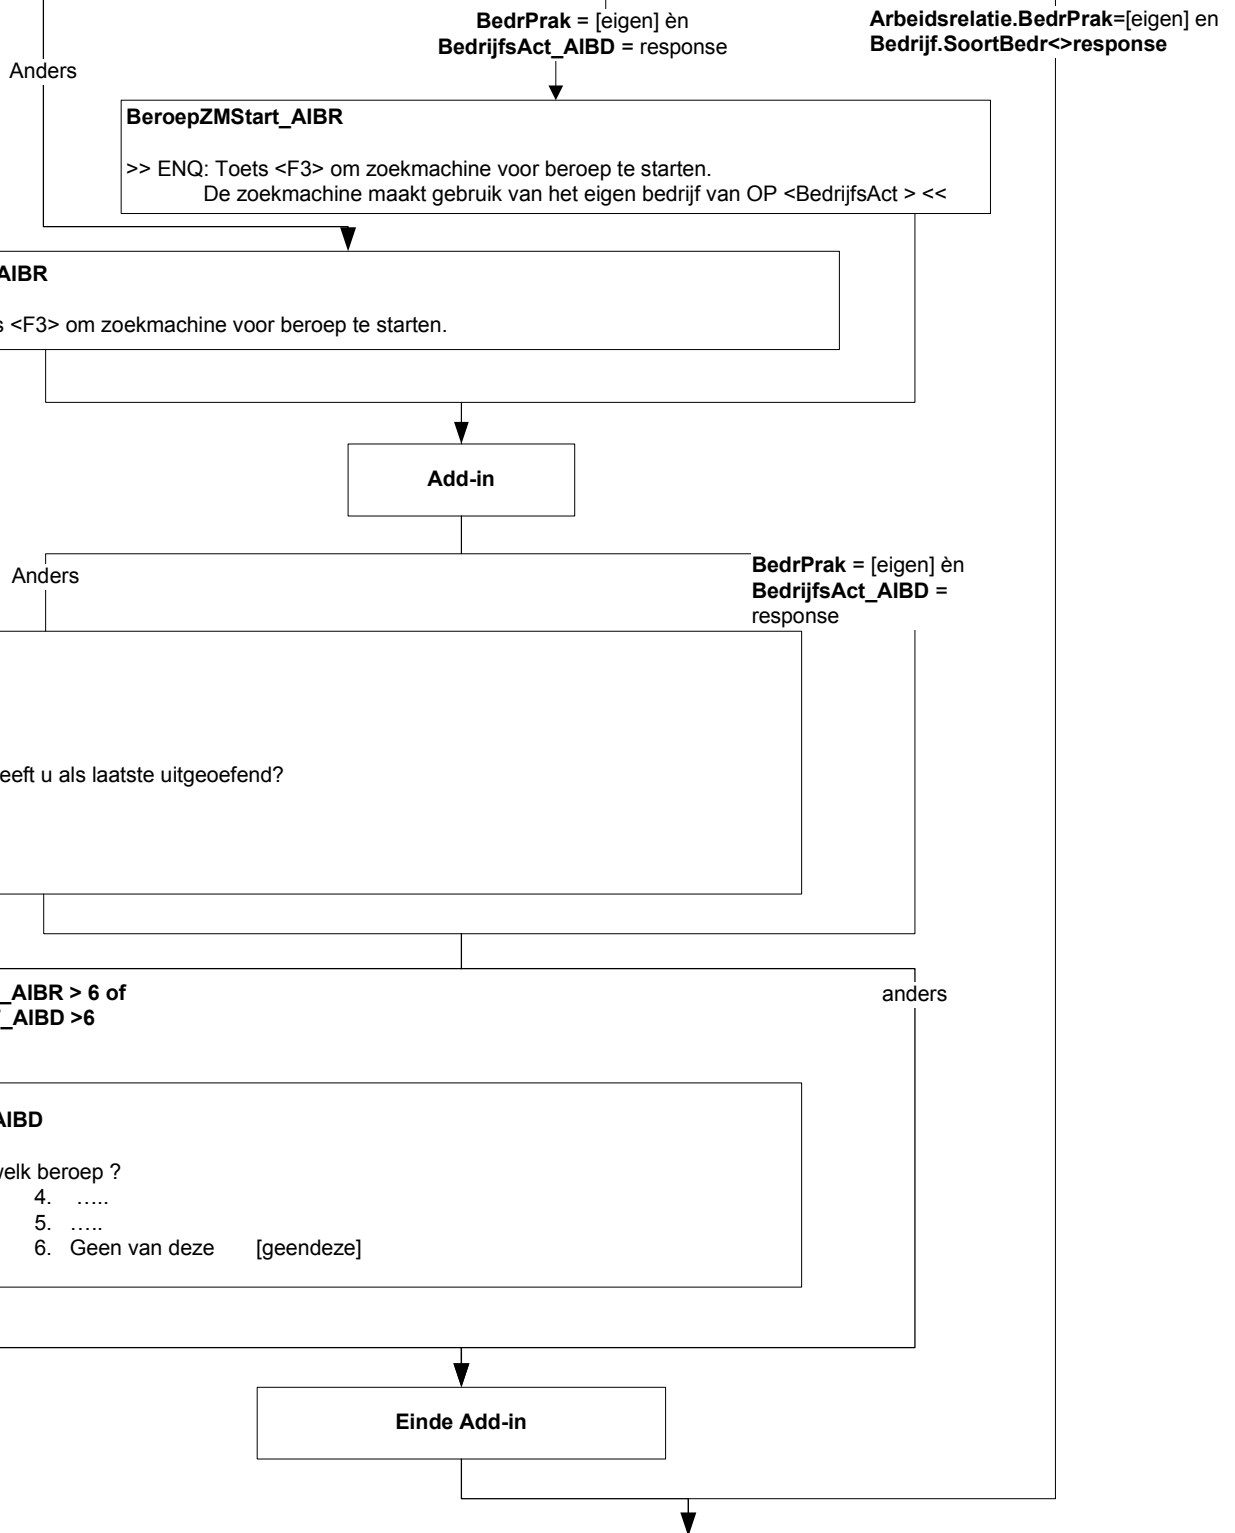 BedrPrak = [eigen] èn
BedrijfsAct_AIBD = response
Arbeidsrelatie.BedrPrak=[eigen] en
Bedrijf.SoortBedr<>response
Anders
BeroepZMStart_AIBR
>> ENQ: Toets <F3> om zoekmachine voor beroep te starten.
De zoekmachine maakt gebruik van het eigen bedrijf van OP <BedrijfsAct > <<
AIBR
s <F3> om zoekmachine voor beroep te starten.
Add-in
Anders
BedrPrak = [eigen] èn
BedrijfsAct_AIBD =
response
eeft u als laatste uitgeoefend?
_AIBR > 6 of
_AIBD >6
anders
AIBD
welk beroep ?
4. …..
5. …..
6. Geen van deze [geendeze]
Einde Add-in